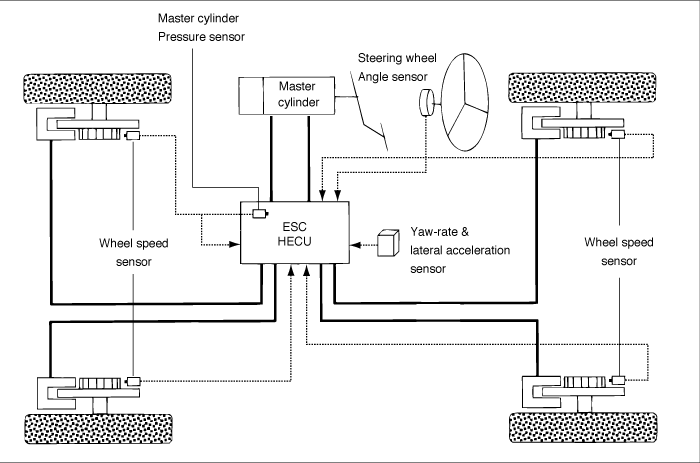 Master cylinder
Pressure sensor
Steering wheel
Angle sensor
Master
cylinder
ESC
HECU
Yaw-rate &
lateral acceleration
sensor
Wheel speed
sensor
Wheel speed
sensor